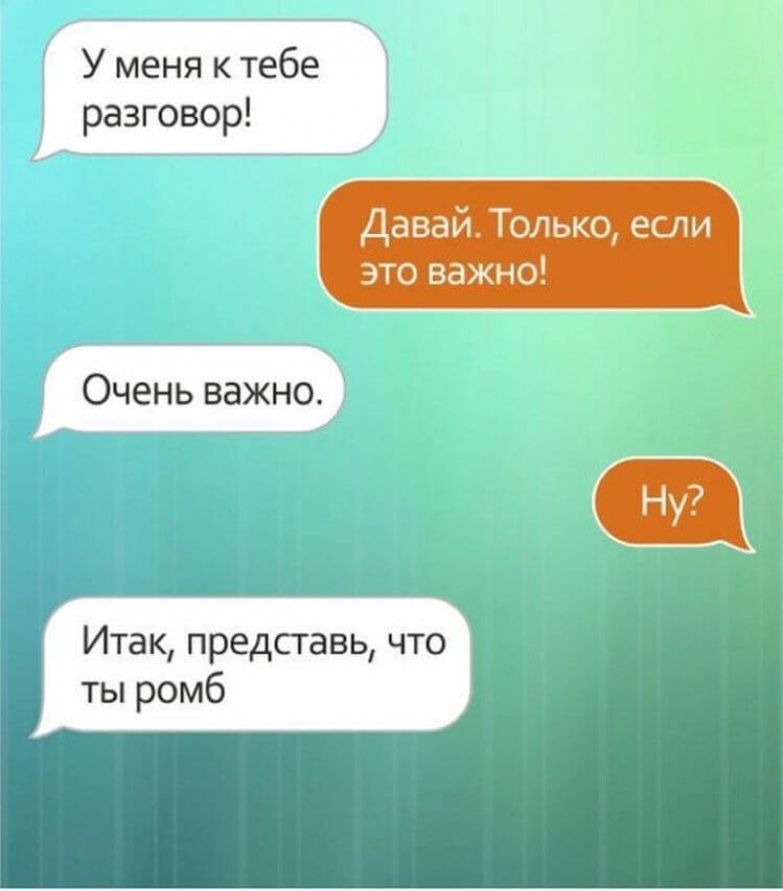 У меня к тебе
разговор!
Давай. Только, если
это важно!
Очень важно.
Ну?
Итак, представь, что
ты ромб